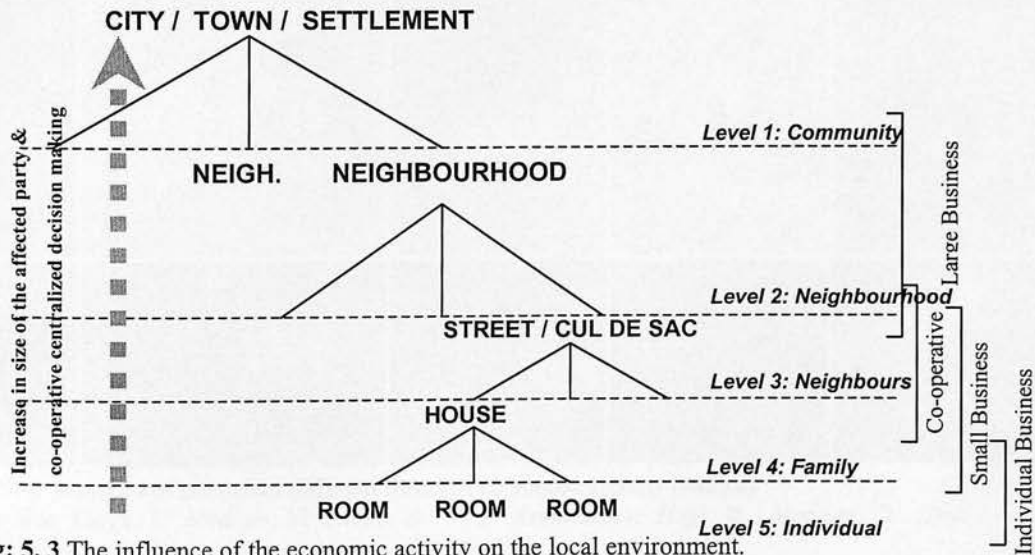 CITY / TOWN / SETTLEMENT
Increase in size of the affected party, &
co-operative centralized decision making
Level 1: Community
NEIGH. NEIGHBOURHOOD
Large Business
Level 2: Neighbourhood
STREET / CUL DE SAC
Co-operative
Level 3: Neighbours
HOUSE
Small Business
Level 4: Family
Individual Business
ROOM ROOM ROOM
Level 5: Individual
g: 5. 3 The influence of the economic activity on the local environment.